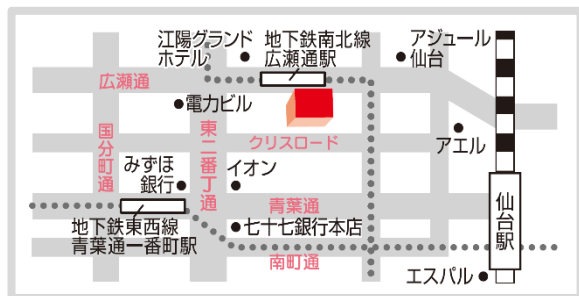 江陽グランド
ホテル
地下鉄南北線
広瀬通駅
アジュール
仙台
広瀬通
電力ビル
国分町通
東二番丁通
クリスロード
アエル
みずほ
銀行
イオン
青葉通
地下鉄東西線
青葉通一番町駅
七十七銀行本店
南町通
仙台駅
エスパル